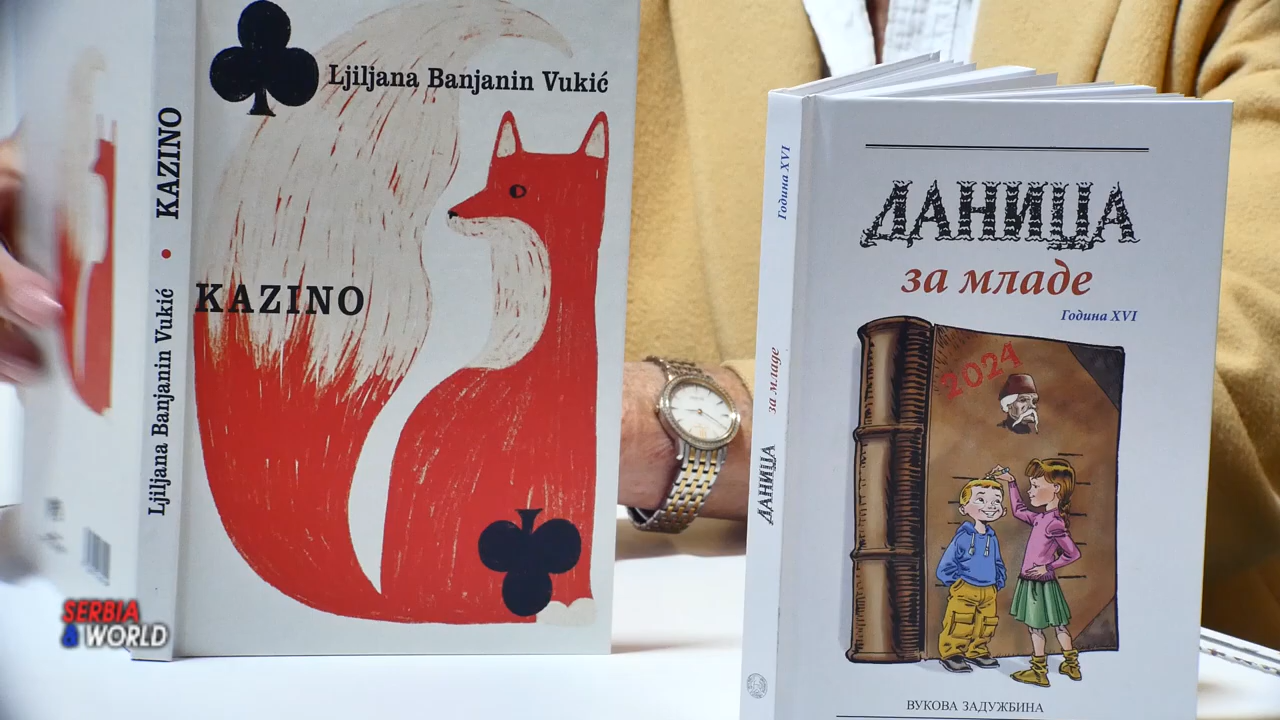 Ljiljana Banjanin Vukić
KAZINO
Ljiljana Banjanin Vukić • KAZINO
ДАНИЦА
за младе
Година XVI
2024
ВУКОВА ЗАДУЖБИНА
ДАНИЦА за младе Година XVI
SERBIA
& WORLD